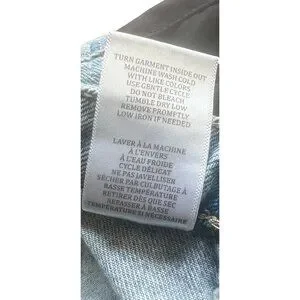 TURN GARMENT INSIDE OUT
MACHINE WASH COLD
WITH LIKE COLORS
USE GENTLE CYCLE
DO NOT BLEACH
TUMBLE DRY LOW
REMOVE PROMPTLY
LOW IRON IF NEEDED
LAVER À LA MACHINE
À L'ENVERS
À L'EAU FROIDE
CYCLE DÉLICAT
NE PAS JAVELLISER
SÉCHER PAR CULBUTAGE À
BASSE TEMPÉRATURE
RETIRER DÈS QUE SEC
REPASSER À BASSE
TEMPÉRATURE SI NÉCESSAIRE